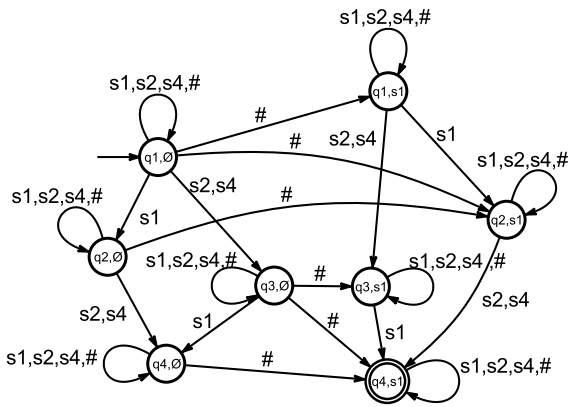 s1,s2,s4,#
q1,s1
s1,s2,s4,#
#
s2,s4
s1
#
q1,Ø
s1,s2,s4,#
s1,s2,s4,#
s2,s4
#
s1
q2,s1
q2,Ø
s1,s2,s4,#
q3,Ø
#
q3,s1
s1,s2,s4,#
s2,s4
s2,s4
s1
#
s1
s1,s2,s4,#
q4,Ø
#
q4,s1
s1,s2,s4,#